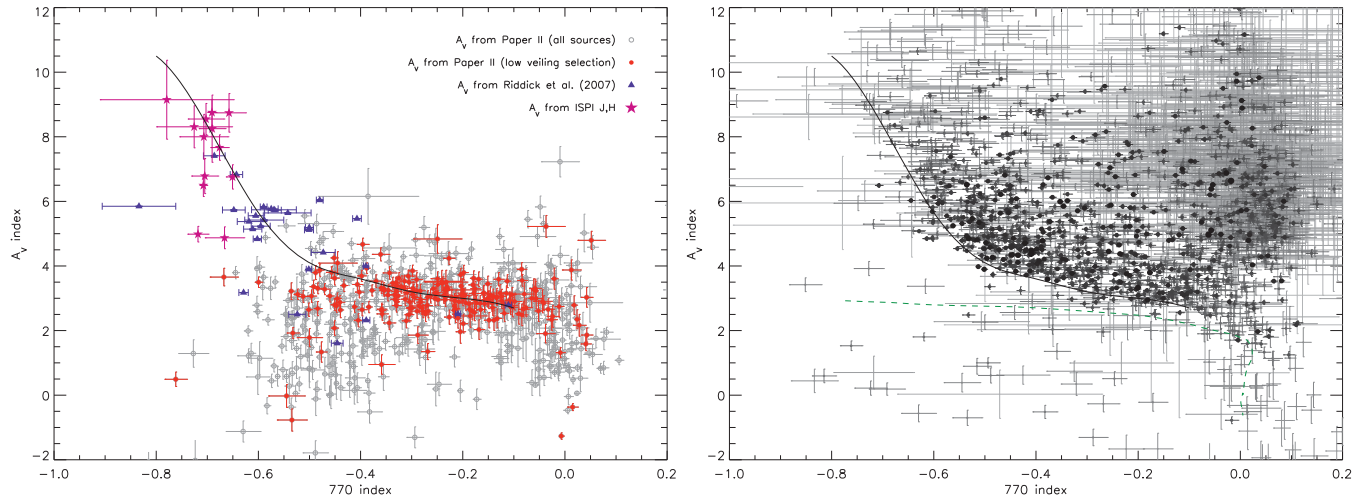 A_V from Paper II (all sources)
A_V from Paper II (low veiling selection)
A_V from Riddick et al. (2007)
A_V from ISPI J,H
12
10
8
6
4
2
0
−2
A_V index
−1.0 −0.8 −0.6 −0.4 −0.2 0.0 0.2
770 index
12
10
8
6
4
2
0
−2
A_V index
−1.0 −0.8 −0.6 −0.4 −0.2 0.0 0.2
770 index